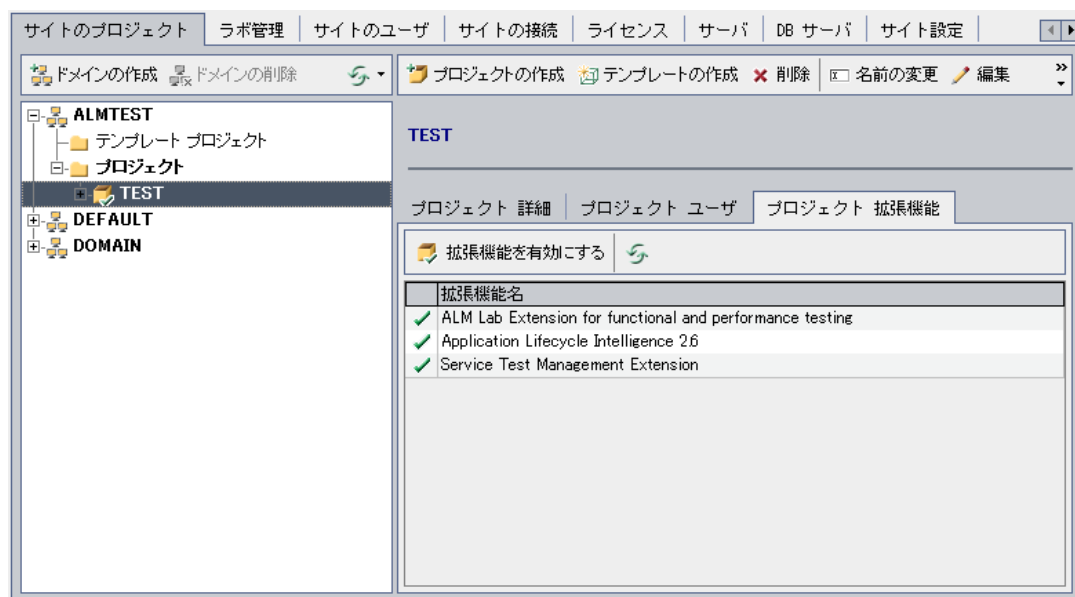 サイトのプロジェクト ラボ管理 サイトのユーザ サイトの接続 ライセンス サーバ DB サーバ サイト設定
ドメインの作成 ドメインの削除
プロジェクトの作成 テンプレートの作成 削除 名前の変更 編集 »
ALMTEST
テンプレート プロジェクト
プロジェクト
TEST
DEFAULT
DOMAIN
TEST
プロジェクト 詳細 プロジェクト ユーザ プロジェクト 拡張機能
拡張機能を有効にする
拡張機能名
ALM Lab Extension for functional and performance testing
Application Lifecycle Intelligence 2.6
Service Test Management Extension